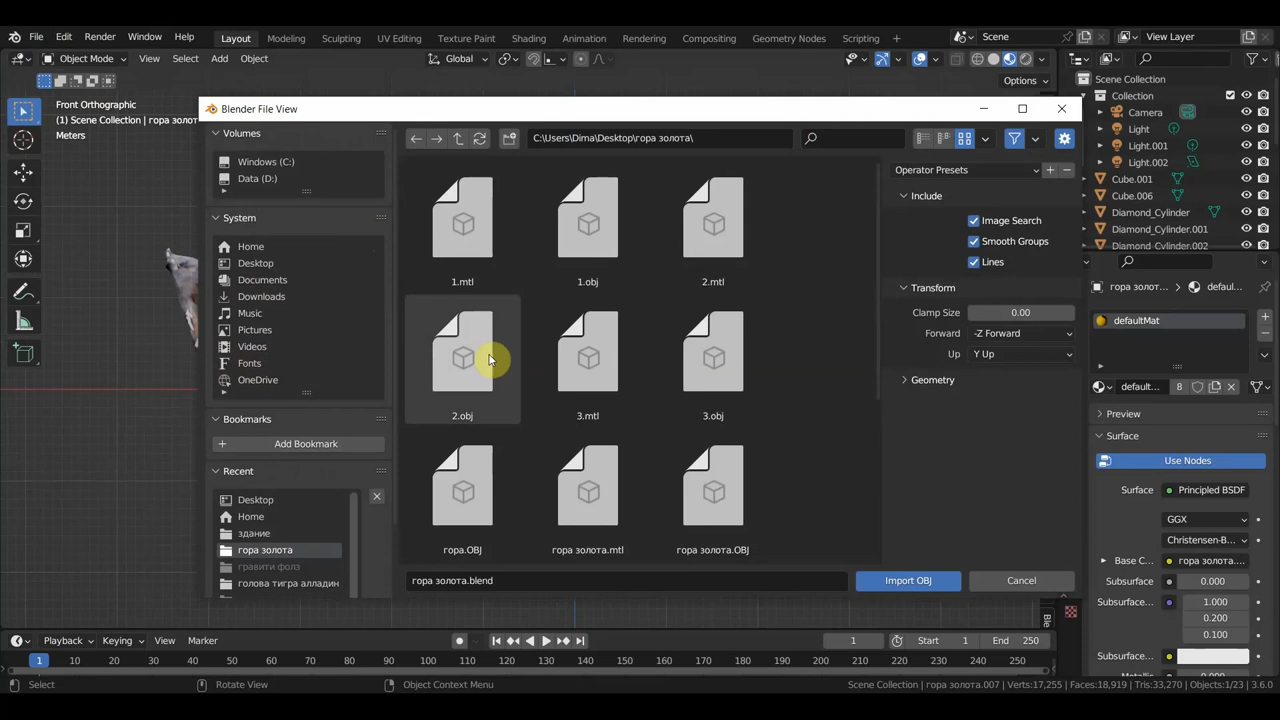 File Edit Render Window Help Layout Modeling Sculpting UV Editing Texture Paint Shading Animation Rendering Compositing Geometry Nodes Scripting + Scene View Layer
Object Mode View Select Add Object Global
Options
Front Orthographic
(1) Scene Collection | гора золот
Meters
Scene Collection
Collection
Camera
Light
Light.001
Light.002
Cube.001
Cube.006
Diamond_Cylinder
Diamond_Cylinder.001
Diamond_Cylinder.002
Blender File View
Volumes
Windows (C:)
Data (D:)
System
Home
Desktop
Documents
Downloads
Music
Pictures
Videos
Fonts
OneDrive
Bookmarks
Add Bookmark
Recent
Desktop
Home
здание
гора золота
гравити фолз
голова тигра алладин
C:\Users\Dima\Desktop\гора золота\
1.mtl
1.obj
2.mtl
2.obj
3.mtl
3.obj
гора.OBJ
гора золота.mtl
гора золота.OBJ
гора золота.blend
Import OBJ
Cancel
Operator Presets
Include
Image Search
Smooth Groups
Lines
Transform
Clamp Size 0.00
Forward -Z Forward
Up Y Up
Geometry
гора золот... defaul...
defaultMat
default... 8
Preview
Surface
Use Nodes
Surface Principled BSDF
GGX
Christensen-B...
Base C... гора золота....
Subsurface 0.000
Subsurface... 1.000
0.200
0.100
Subsurface...
Playback Keying View Marker 1 Start 1 End 250
1 10 20 30 40 50 60 70 80 90 100 110 120 130 140 150 160 170 180 190 200 210 220 230 240 250
Select Rotate View Object Context Menu Scene Collection | гора золота.007 | Verts:17,255 | Faces:18,919 | Tris:33,270 | Objects:1/23 | 3.6.0